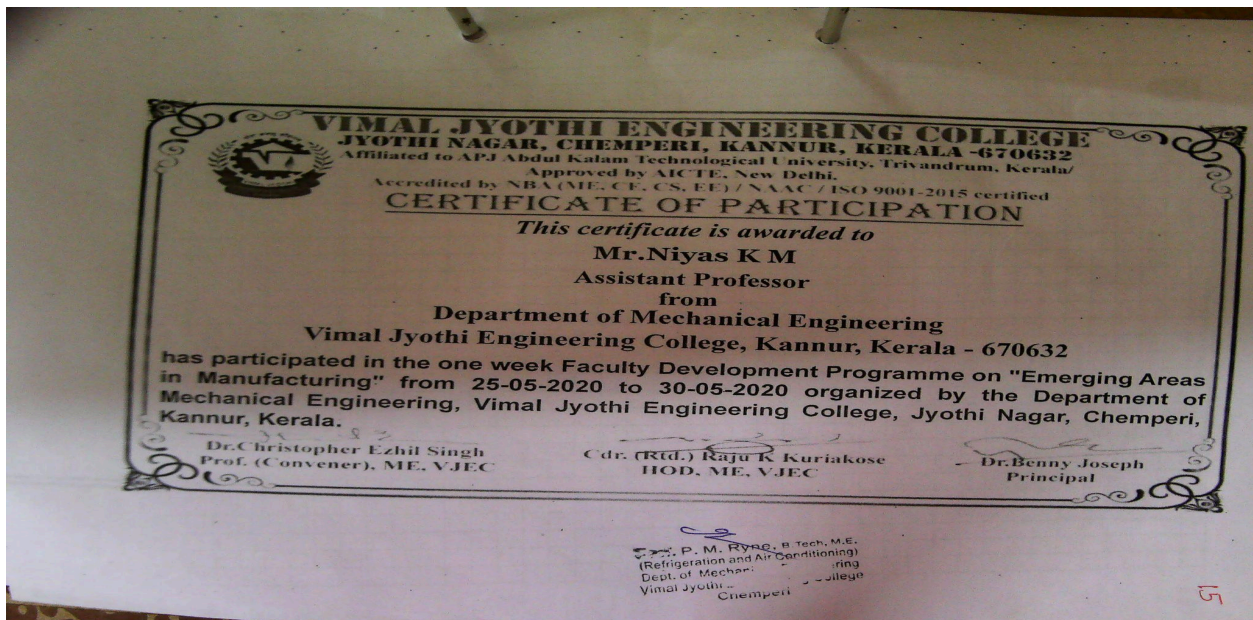 VIMAL JYOTHI ENGINEERING COLLEGE
JYOTHI NAGAR, CHEMPERI, KANNUR, KERALA -670632
Affiliated to APJ Abdul Kalam Technological University, Trivandrum, Kerala/
Approved by AICTE, New Delhi.
Accredited by NBA (ME, CE, CS, EE) / NAAC / ISO 9001-2015 certified
CERTIFICATE OF PARTICIPATION
This certificate is awarded to
Mr.Niyas K M
Assistant Professor
from
Department of Mechanical Engineering
Vimal Jyothi Engineering College, Kannur, Kerala - 670632
has participated in the one week Faculty Development Programme on "Emerging Areas
in Manufacturing" from 25-05-2020 to 30-05-2020 organized by the Department of
Mechanical Engineering, Vimal Jyothi Engineering College, Jyothi Nagar, Chemperi,
Kannur, Kerala.
Dr.Christopher Ezhil Singh
Prof. (Convener), ME, VJEC
Cdr. (Rtd.) Raju K Kuriakose
HOD, ME, VJEC
Dr.Benny Joseph
Principal
P. M. Ryne, B.Tech, M.E.
(Refrigeration and Air Conditioning)
Dept. of
Vimal Jyothi
Chemperi
15